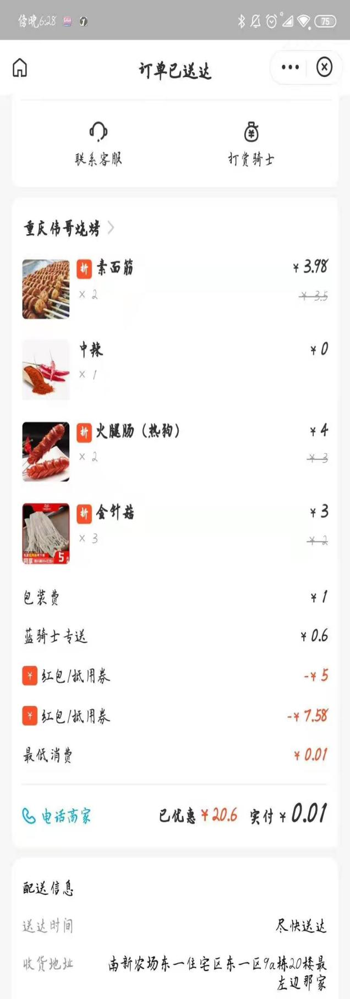 傍晚6:28
75
订单已送达
联系客服
打赏骑士
重庆伟哥烧烤
折 素面筋 ¥3.98
×2 ¥3.5
中辣 ¥0
×1
折 火腿肠（热狗） ¥4
×2 ¥3
折 金针菇 ¥3
×3 ¥2
5
包装费 ¥1
蓝骑士专送 ¥0.6
¥ 红包/抵用券 -¥5
¥ 红包/抵用券 -¥7.58
最低消费 ¥0.01
电话商家 已优惠¥20.6 实付¥0.01
配送信息
送达时间 尽快送达
收货地址 南新农场东一住宅区东一区9a栋20楼最
左边那家